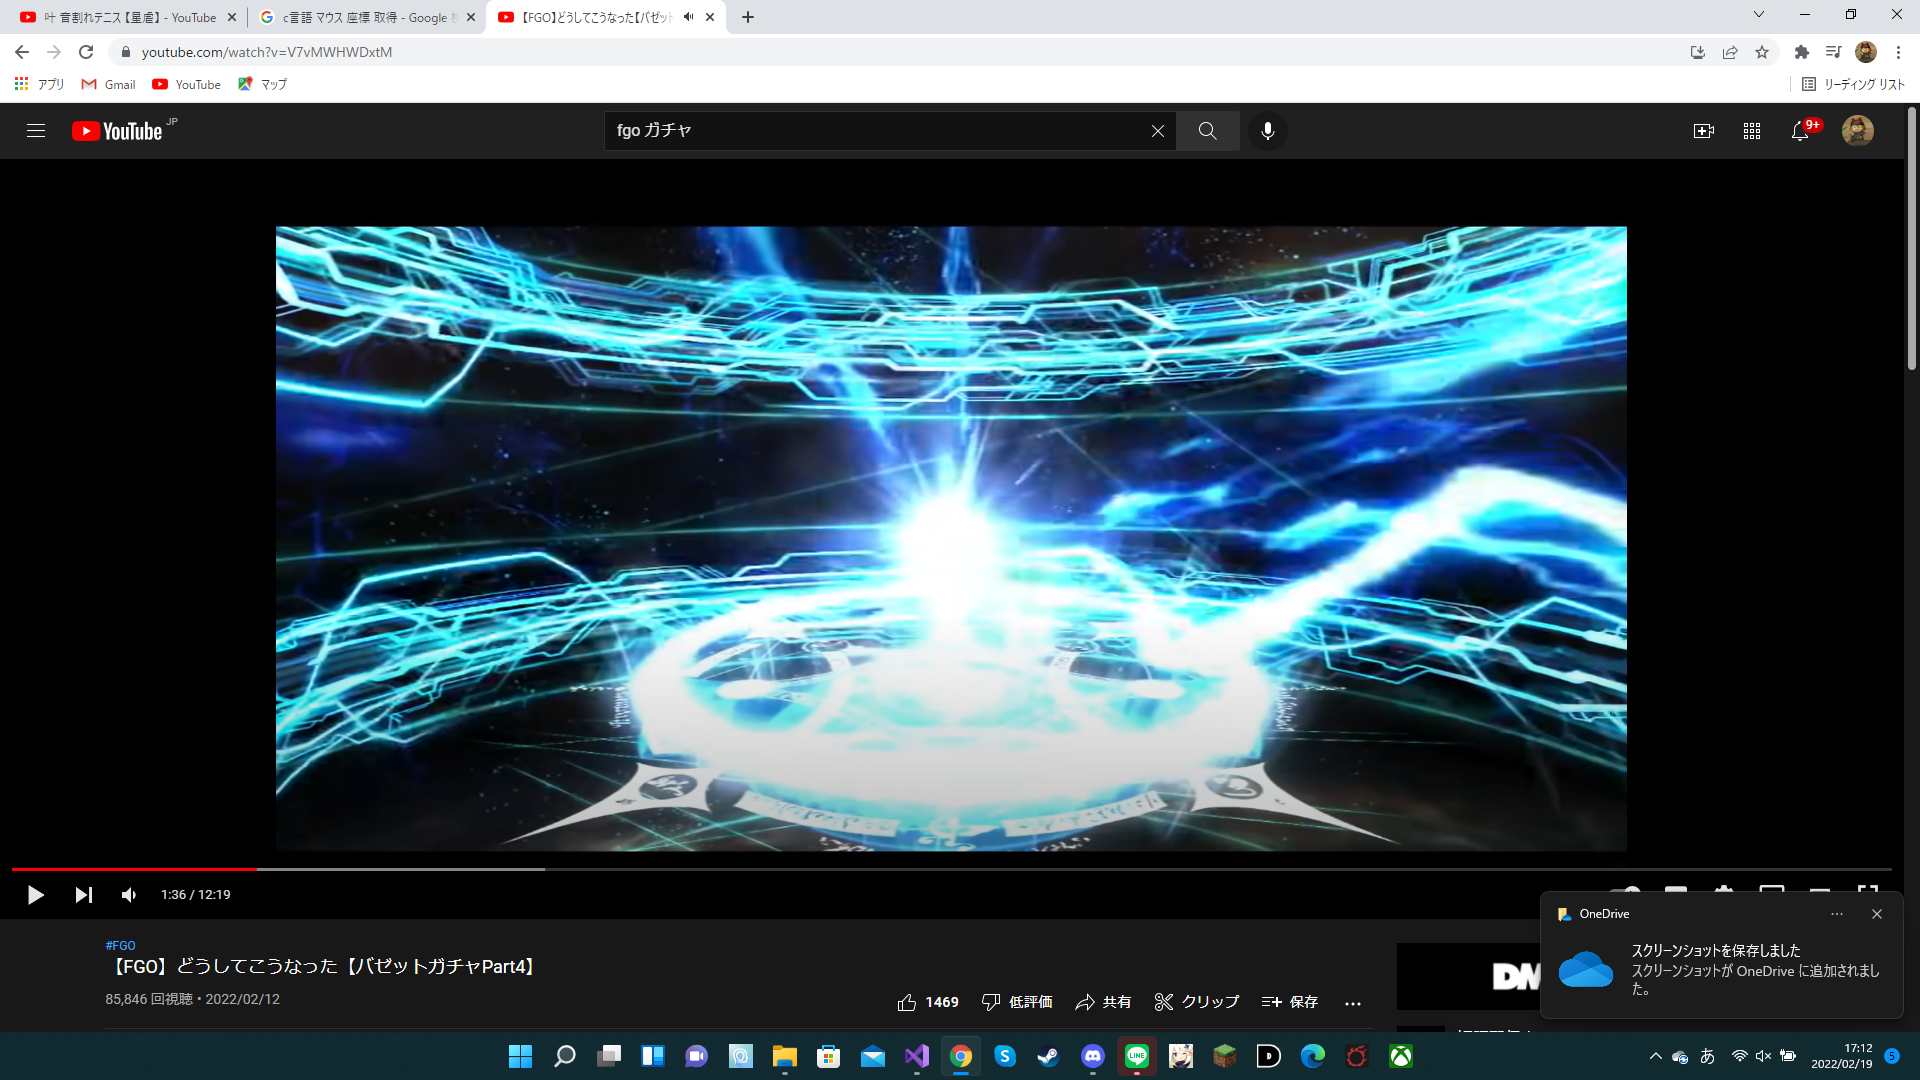 叶 音割れテニス【星虐】 - YouTube
c言語 マウス 座標 取得 - Google
【FGO】どうしてこうなった【バゼット
youtube.com/watch?v=V7vMWHWDxtM
アプリ
Gmail
YouTube
マップ
リーディング リスト
YouTube JP
fgo ガチャ
9+
1:36 / 12:19
#FGO
【FGO】どうしてこうなった【バゼットガチャPart4】
85,846 回視聴・2022/02/12
1469
低評価
共有
クリップ
保存
OneDrive
スクリーンショットを保存しました
スクリーンショットが OneDrive に追加されまし
た。
あ
17:12
2022/02/19
5
LINE